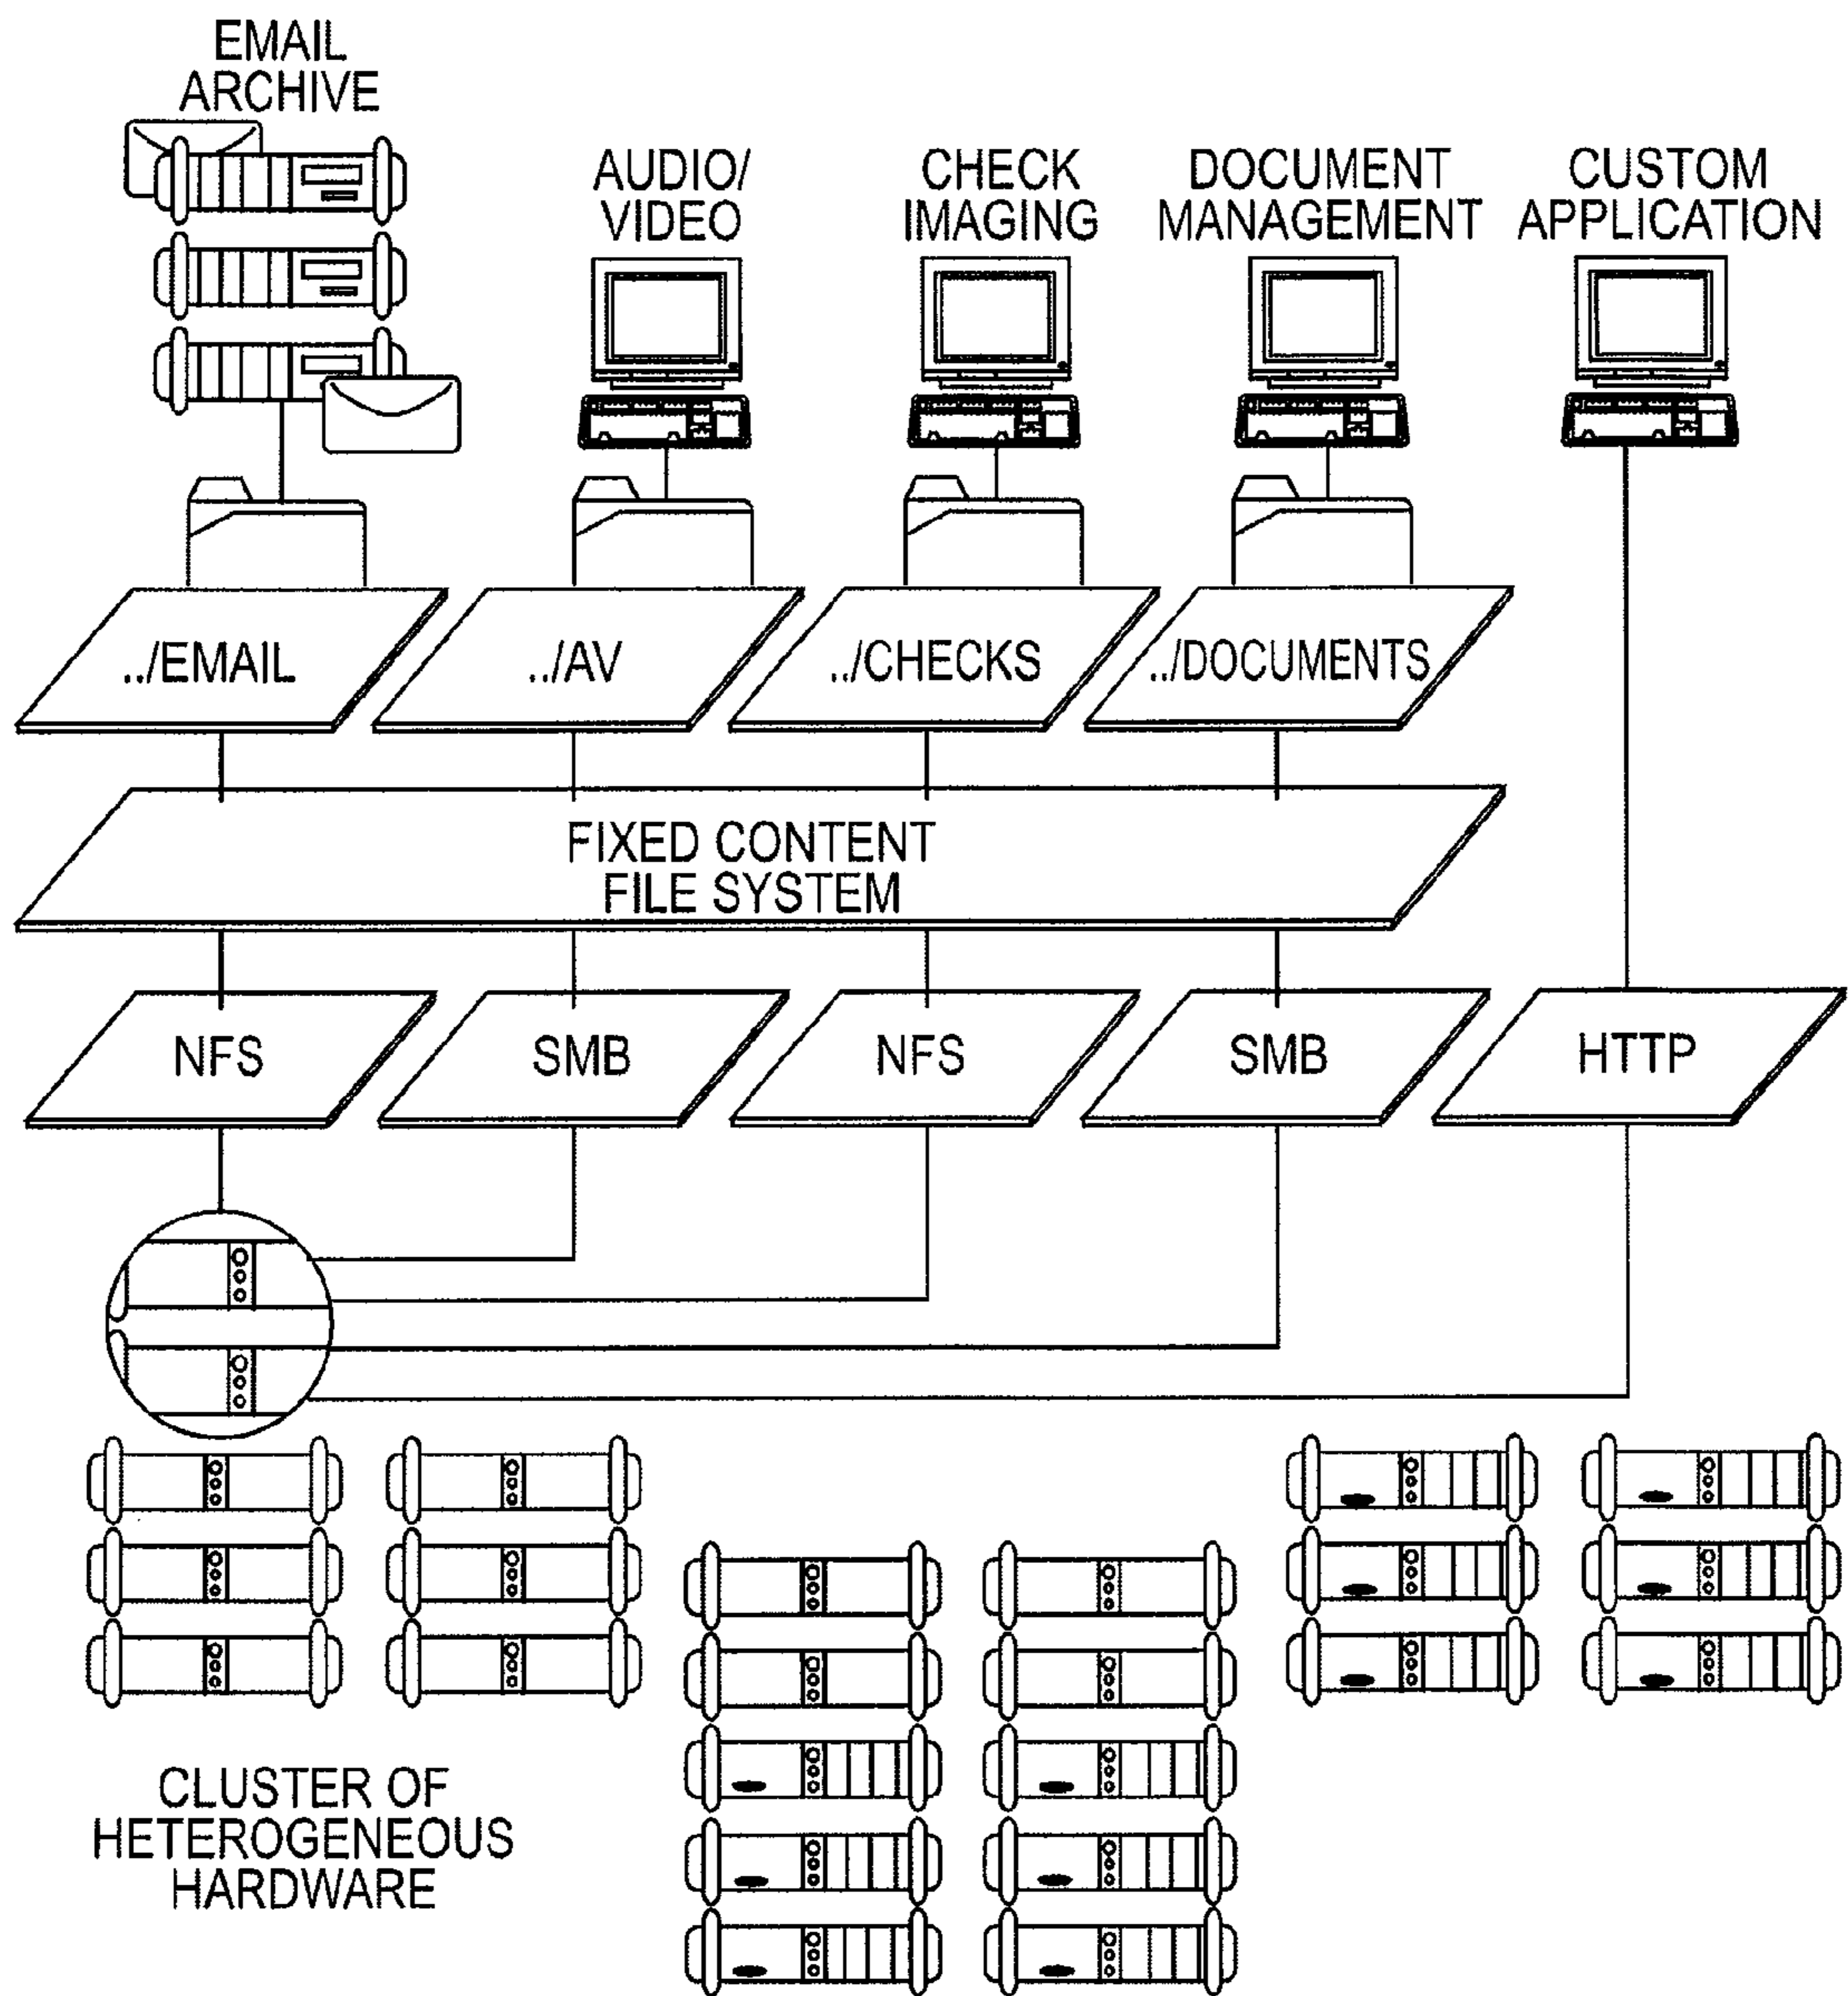 EMAIL
ARCHIVE
AUDIO/
VIDEO
CHECK
IMAGING
DOCUMENT
MANAGEMENT
CUSTOM
APPLICATION
../EMAIL
../AV
../CHECKS
../DOCUMENTS
FIXED CONTENT
FILE SYSTEM
NFS
SMB
NFS
SMB
HTTP
CLUSTER OF
HETEROGENEOUS
HARDWARE